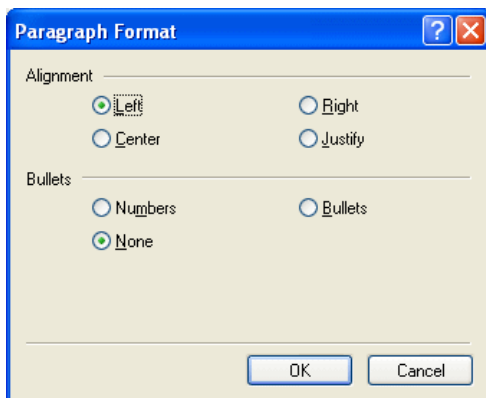 Paragraph Format
Alignment
Left Right
Center Justify
Bullets
Numbers Bullets
None
OK Cancel